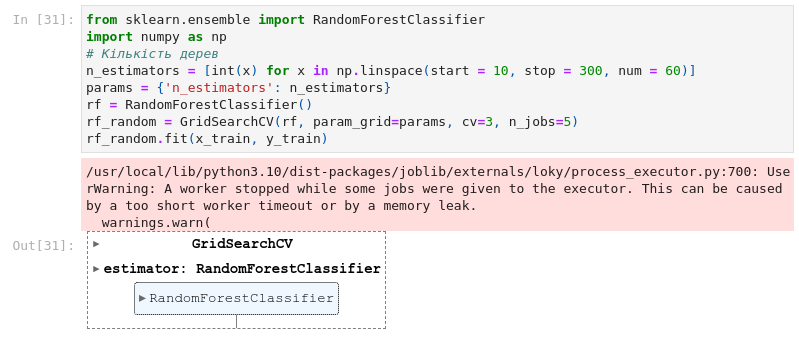 In [31]:
from sklearn.ensemble import RandomForestClassifier
import numpy as np
# Кількість дерев
n_estimators = [int(x) for x in np.linspace(start = 10, stop = 300, num = 60)]
params = {'n_estimators': n_estimators}
rf = RandomForestClassifier()
rf_random = GridSearchCV(rf, param_grid=params, cv=3, n_jobs=5)
rf_random.fit(x_train, y_train)
/usr/local/lib/python3.10/dist-packages/joblib/externals/loky/process_executor.py:700: Use
rWarning: A worker stopped while some jobs were given to the executor. This can be caused
by a too short worker timeout or by a memory leak.
  warnings.warn(
Out[31]:
▸ GridSearchCV
▸ estimator: RandomForestClassifier
▸ RandomForestClassifier